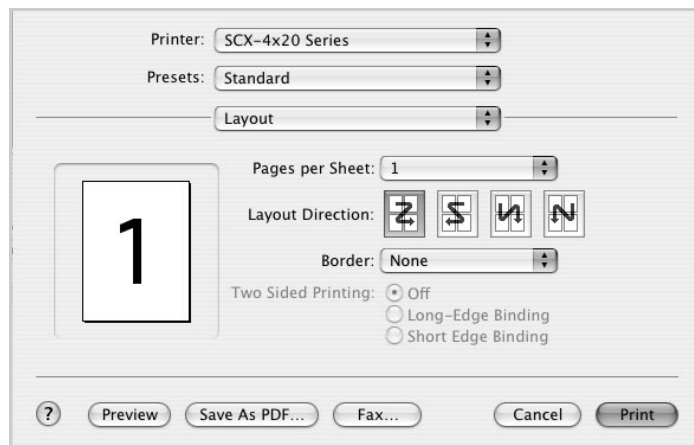 Printer: SCX-4x20 Series
Presets: Standard
Layout
Pages per Sheet: 1
1
Layout Direction:
Border: None
Two Sided Printing: Off
Long-Edge Binding
Short Edge Binding
? Preview Save As PDF... Fax... Cancel Print